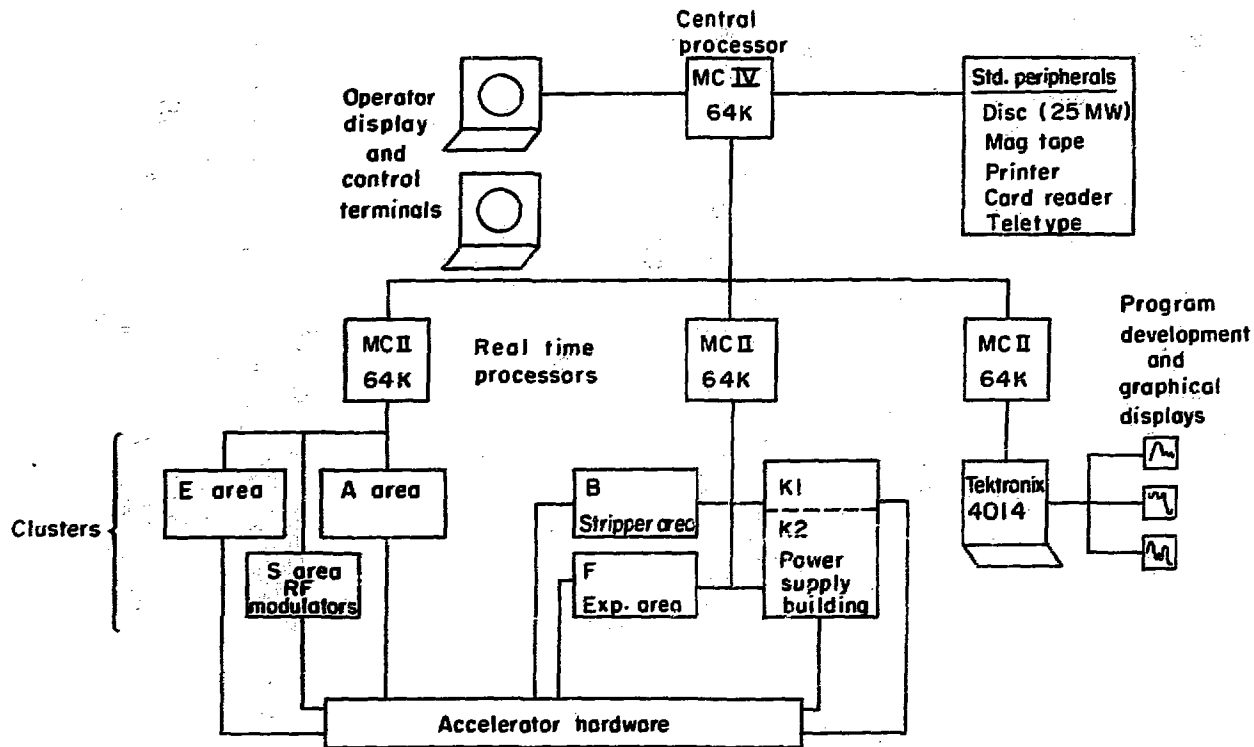 Central
processor
MC IV
64K
Operator
display
and
control
terminals
Std. peripherals
Disc (25 MW)
Mag tape
Printer
Card reader
Teletype
MC II
64K
Real time
processors
MC II
64K
MC II
64K
Program
development
and
graphical
displays
Clusters
E area
A area
S area
RF
modulators
B
Stripper area
F
Exp. area
K1
K2
Power
supply
building
Tektronix
4014
Accelerator hardware